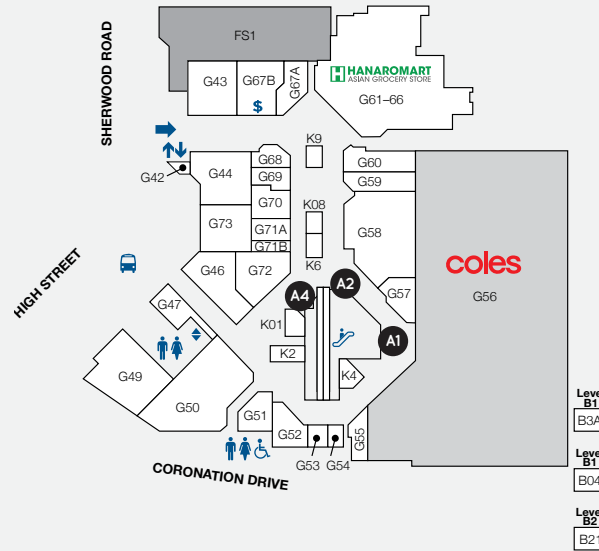 FS1
SHERWOOD ROAD
G43
G67B
G67A
$
HANAROMART
ASIAN GROCERY STORE
G61–66
K9
G42
G44
G68
G69
G60
G59
G70
K08
G73
G71A
G71B
G58
K6
coles
G56
HIGH STREET
G46
G72
G57
A4
A2
A1
G47
K01
K2
K4
G49
G50
G51
G52
G53
G54
G55
CORONATION DRIVE
Leve
B1
B3A
Leve
B1
B04
Leve
B2
B21